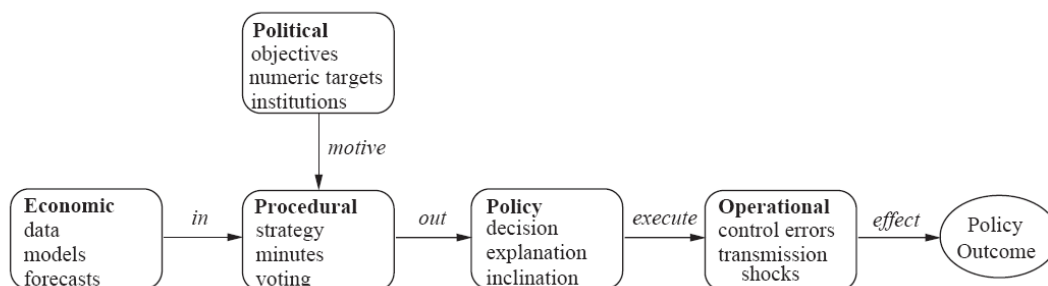 Political
objectives
numeric targets
institutions
motive
Economic
data
models
forecasts
in
Procedural
strategy
minutes
voting
out
Policy
decision
explanation
inclination
execute
Operational
control errors
transmission
shocks
effect
Policy
Outcome